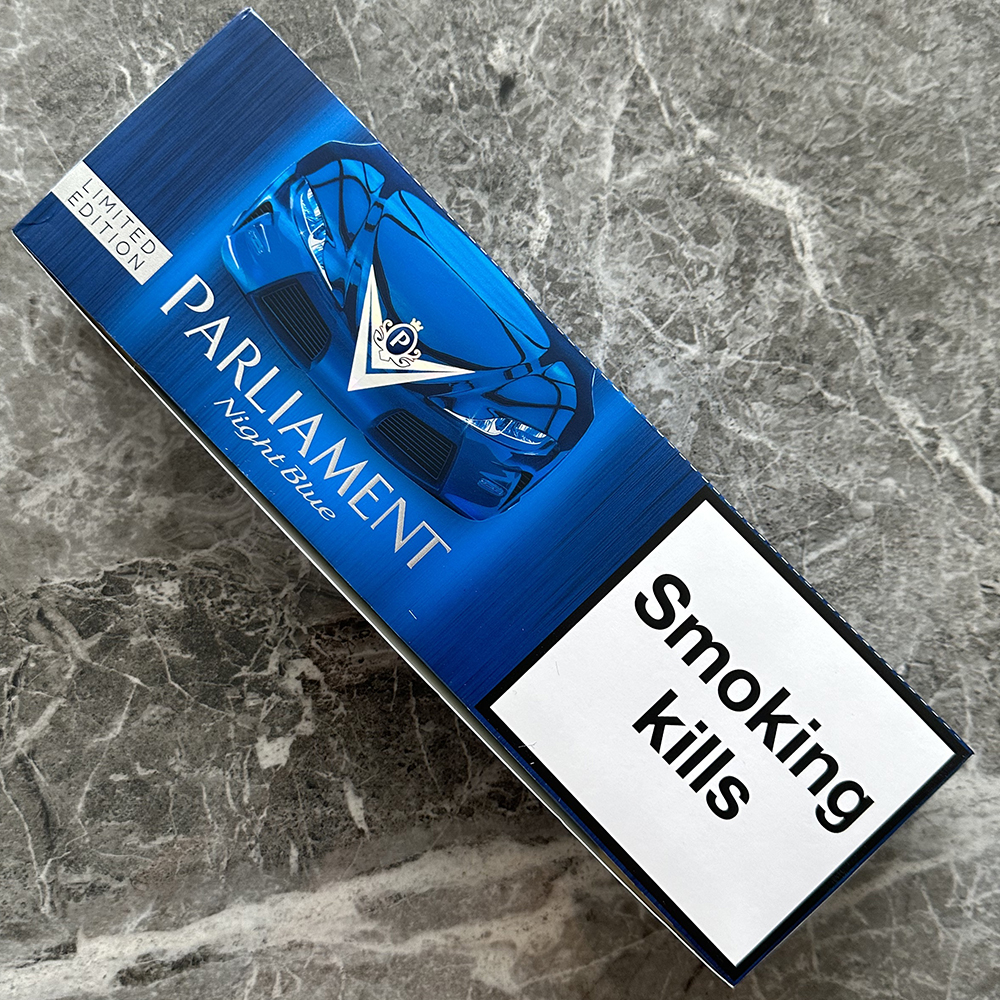 LIMITED
EDITION
PARLIAMENT
Night Blue
P
Smoking
kills